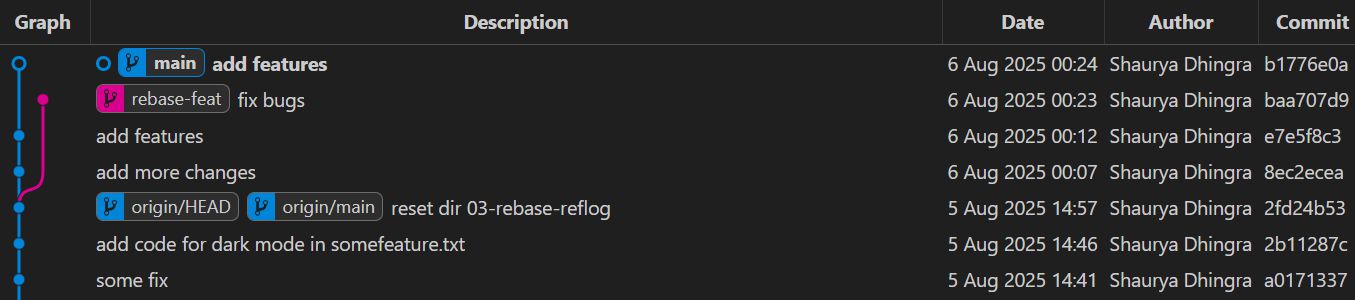 Graph Description Date Author Commit
main add features 6 Aug 2025 00:24 Shaurya Dhingra b1776e0a
rebase-feat fix bugs 6 Aug 2025 00:23 Shaurya Dhingra baa707d9
add features 6 Aug 2025 00:12 Shaurya Dhingra e7e5f8c3
add more changes 6 Aug 2025 00:07 Shaurya Dhingra 8ec2ecea
origin/HEAD origin/main reset dir 03-rebase-reflog 5 Aug 2025 14:57 Shaurya Dhingra 2fd24b53
add code for dark mode in somefeature.txt 5 Aug 2025 14:46 Shaurya Dhingra 2b11287c
some fix 5 Aug 2025 14:41 Shaurya Dhingra a0171337